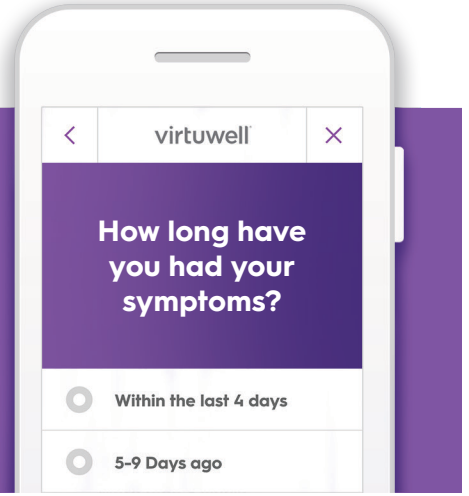 virtuwell
How long have
you had your
symptoms?
Within the last 4 days
5-9 Days ago